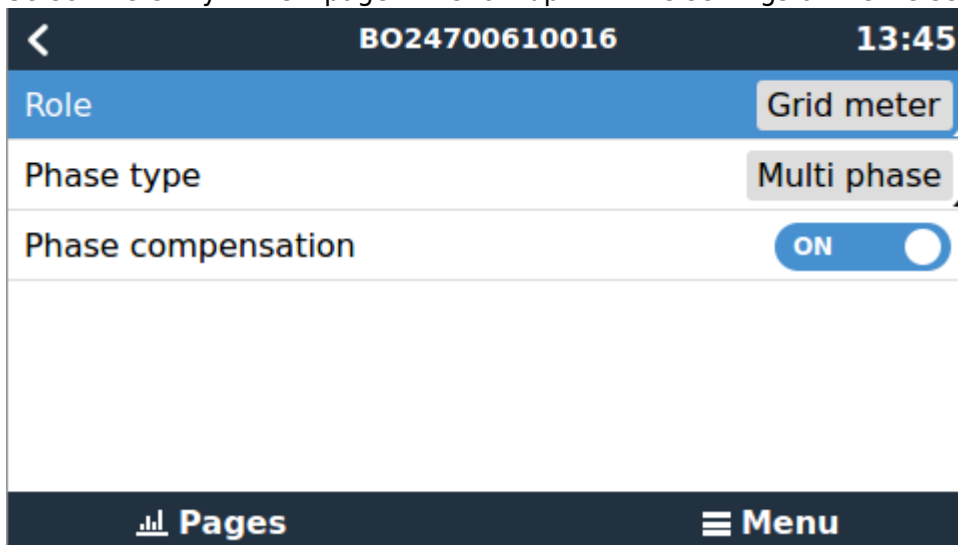 BO24700610016 13:45
Role Grid meter
Phase type Multi phase
Phase compensation ON
Pages Menu